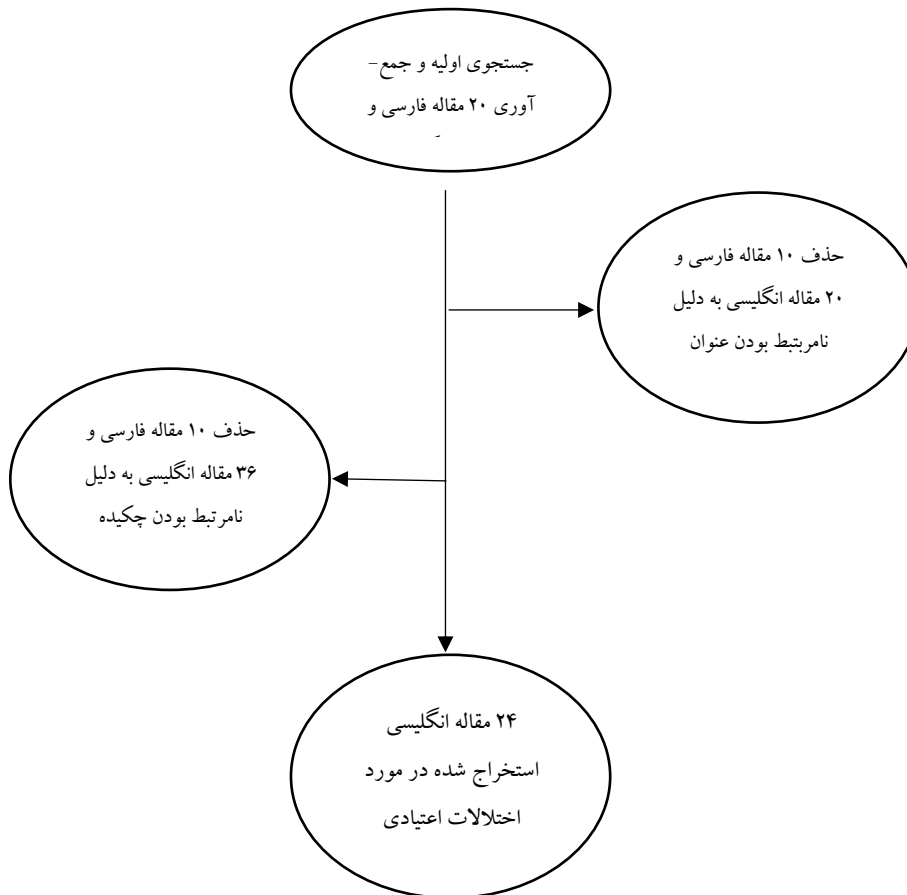 جستجوی اولیه و جمع-
آوری ۲۰ مقاله فارسی و
حذف ۱۰ مقاله فارسی و
۲۰ مقاله انگلیسی به دلیل
نامربتبط بودن عنوان
حذف ۱۰ مقاله فارسی و
۳۶ مقاله انگلیسی به دلیل
نامرتبط بودن چکیده
۲۴ مقاله انگلیسی
استخراج شده در مورد
اختلالات اعتیادی